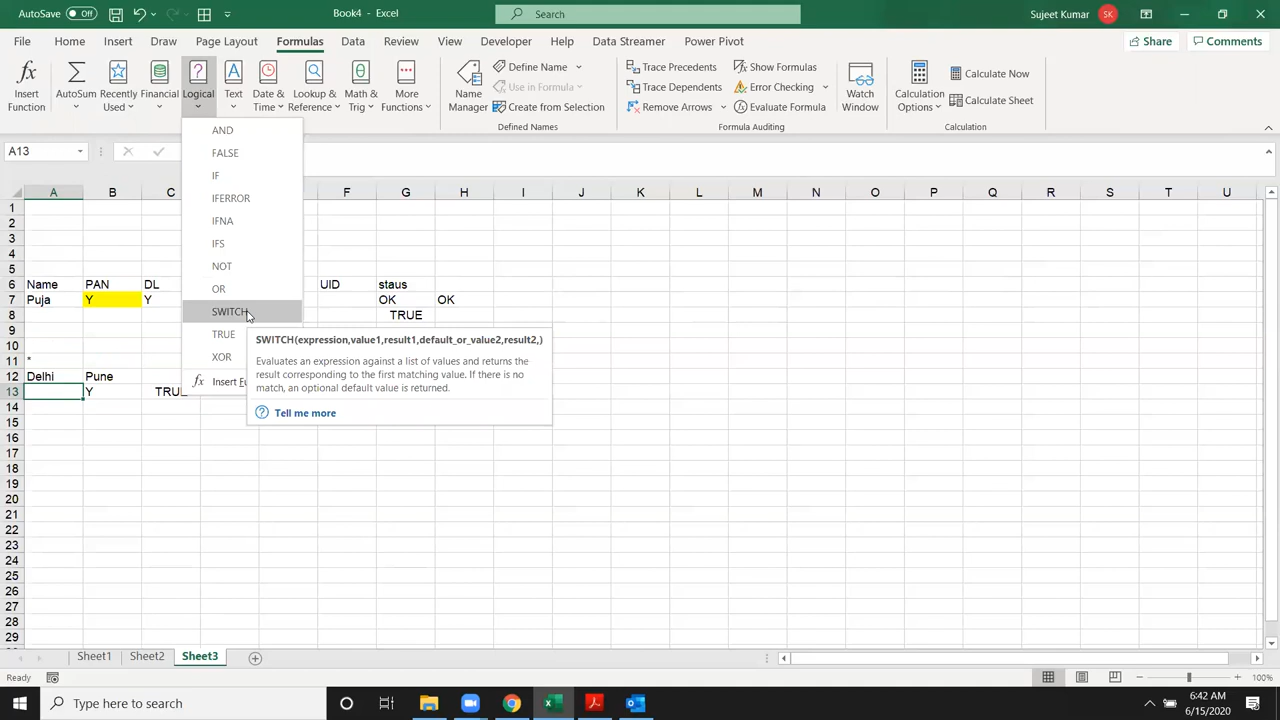 AutoSave Off Book4 - Excel Search Sujeet Kumar SK
File Home Insert Draw Page Layout Formulas Data Review View Developer Help Data Streamer Power Pivot Share Comments
Insert Function
AutoSum
Recently Used
Financial
Logical
Text
Date & Time
Lookup & Reference
Math & Trig
More Functions
Name Manager
Define Name
Use in Formula
Create from Selection
Defined Names
Trace Precedents
Trace Dependents
Remove Arrows
Show Formulas
Error Checking
Evaluate Formula
Formula Auditing
Watch Window
Calculation Options
Calculate Now
Calculate Sheet
Calculation
A13
AND
FALSE
IF
IFERROR
IFNA
IFS
NOT
OR
SWITCH
TRUE
XOR
fx Insert Fu
SWITCH(expression,value1,result1,default_or_value2,result2,)
Evaluates an expression against a list of values and returns the
result corresponding to the first matching value. If there is no
match, an optional default value is returned.
? Tell me more
A B C F G H I J K L M N O P Q R S T U
1
2
3
4
5
6 Name PAN DL UID staus
7 Puja Y Y OK OK
8 TRUE
9
10
11 *
12 Delhi Pune
13 Y TRUE
14
15
16
17
18
19
20
21
22
23
24
25
26
27
28
29
Sheet1 Sheet2 Sheet3
Ready 100%
Type here to search
6:42 AM
6/15/2020